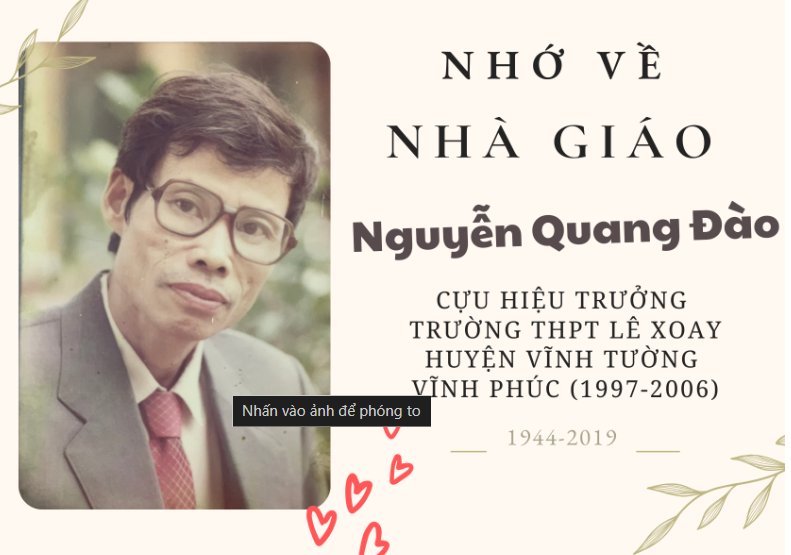 NHỚ VỀ
NHÀ GIÁO
Nguyễn Quang Đào
CỰU HIỆU TRƯỞNG
TRƯỜNG THPT LÊ XOAY
HUYỆN VĨNH TƯỜNG
VĨNH PHÚC (1997-2006)
Nhấn vào ảnh để phóng to
1944-2019